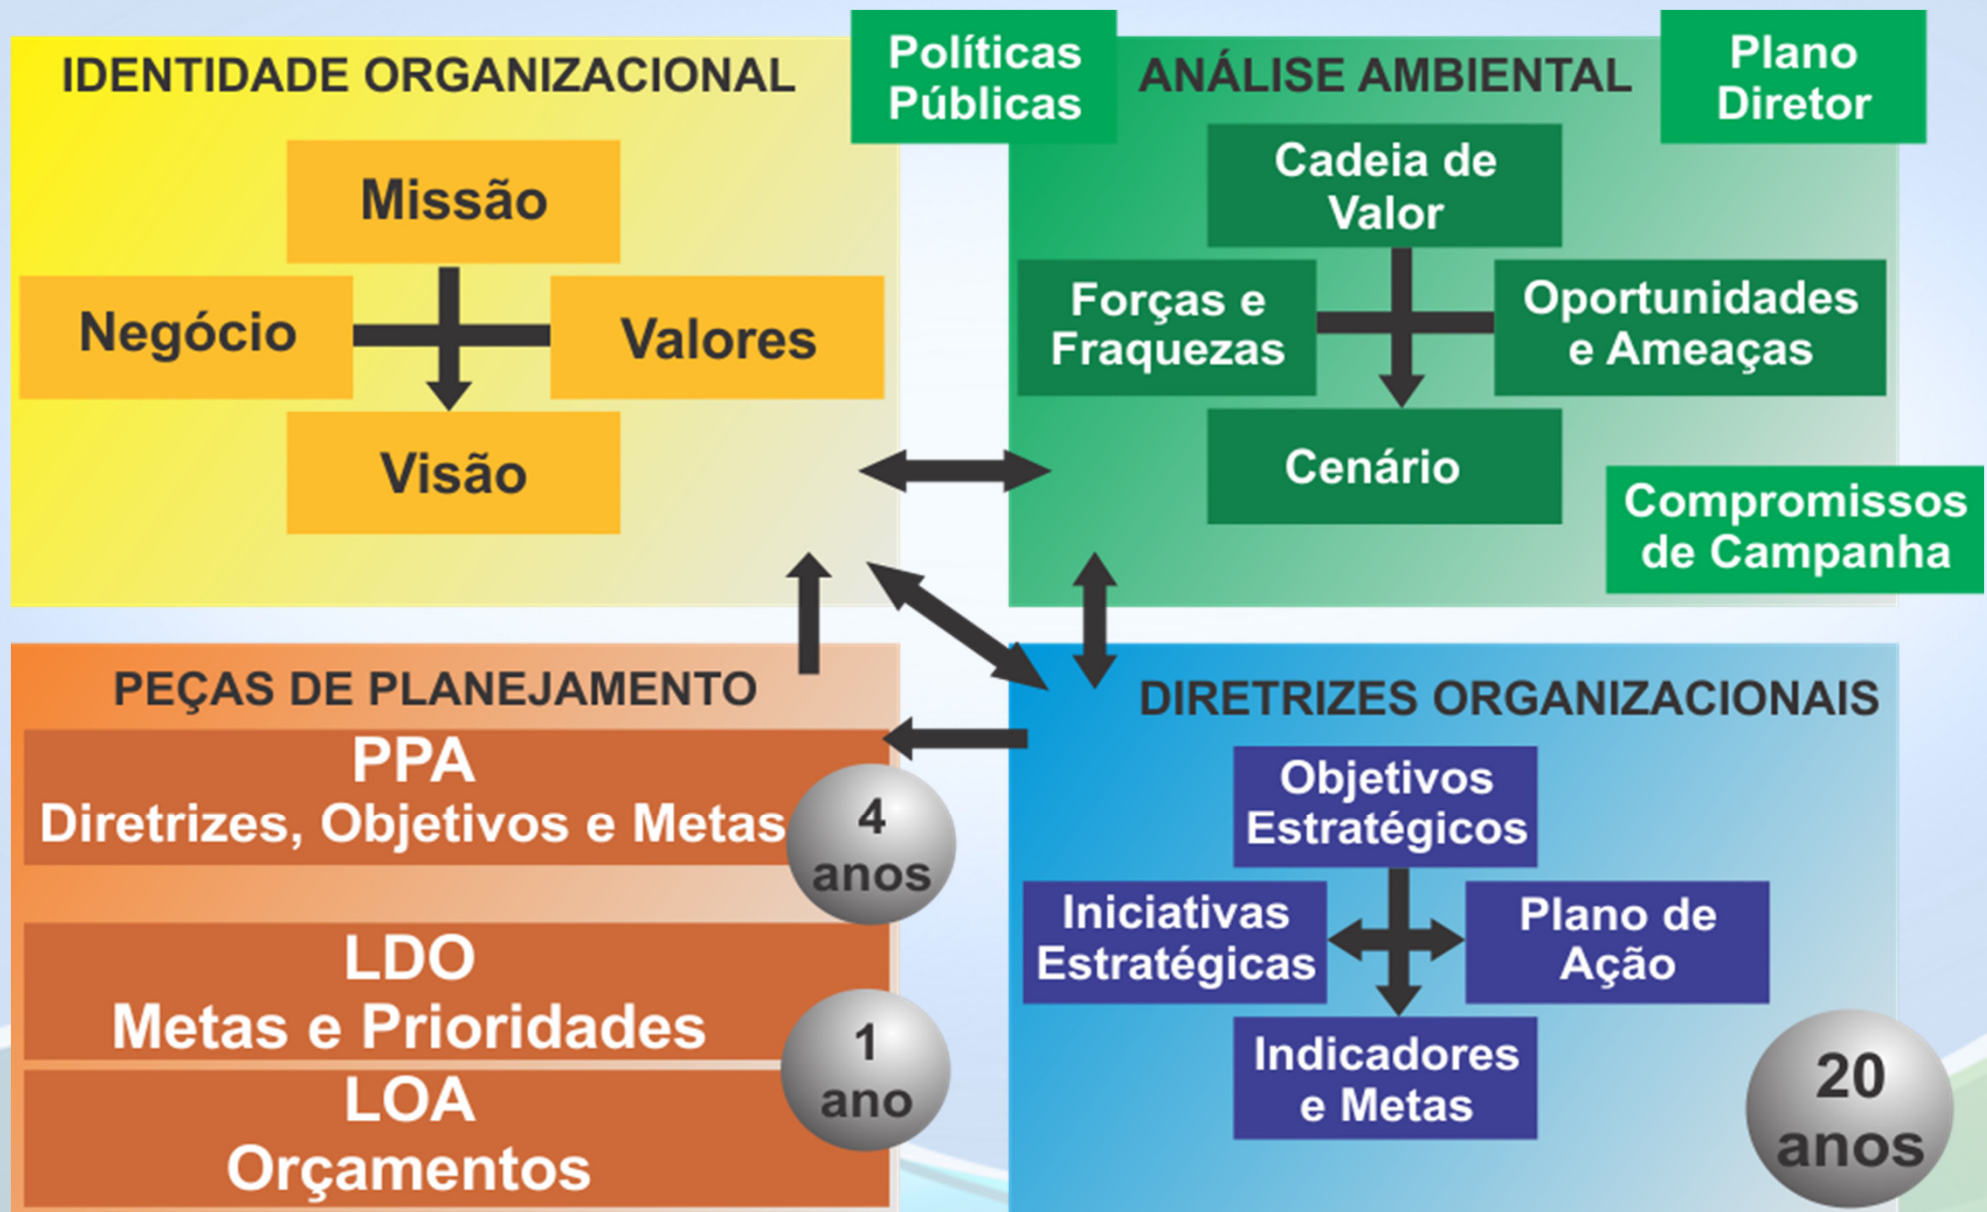 IDENTIDADE ORGANIZACIONAL
Missão
Negócio
Valores
Visão
Políticas
Públicas
ANÁLISE AMBIENTAL
Plano
Diretor
Cadeia de
Valor
Forças e
Fraquezas
Oportunidades
e Ameaças
Cenário
Compromissos
de Campanha
PEÇAS DE PLANEJAMENTO
PPA
Diretrizes, Objetivos e Metas
4
anos
LDO
Metas e Prioridades
1
ano
LOA
Orçamentos
DIRETRIZES ORGANIZACIONAIS
Objetivos
Estratégicos
Iniciativas
Estratégicas
Plano de
Ação
Indicadores
e Metas
20
anos